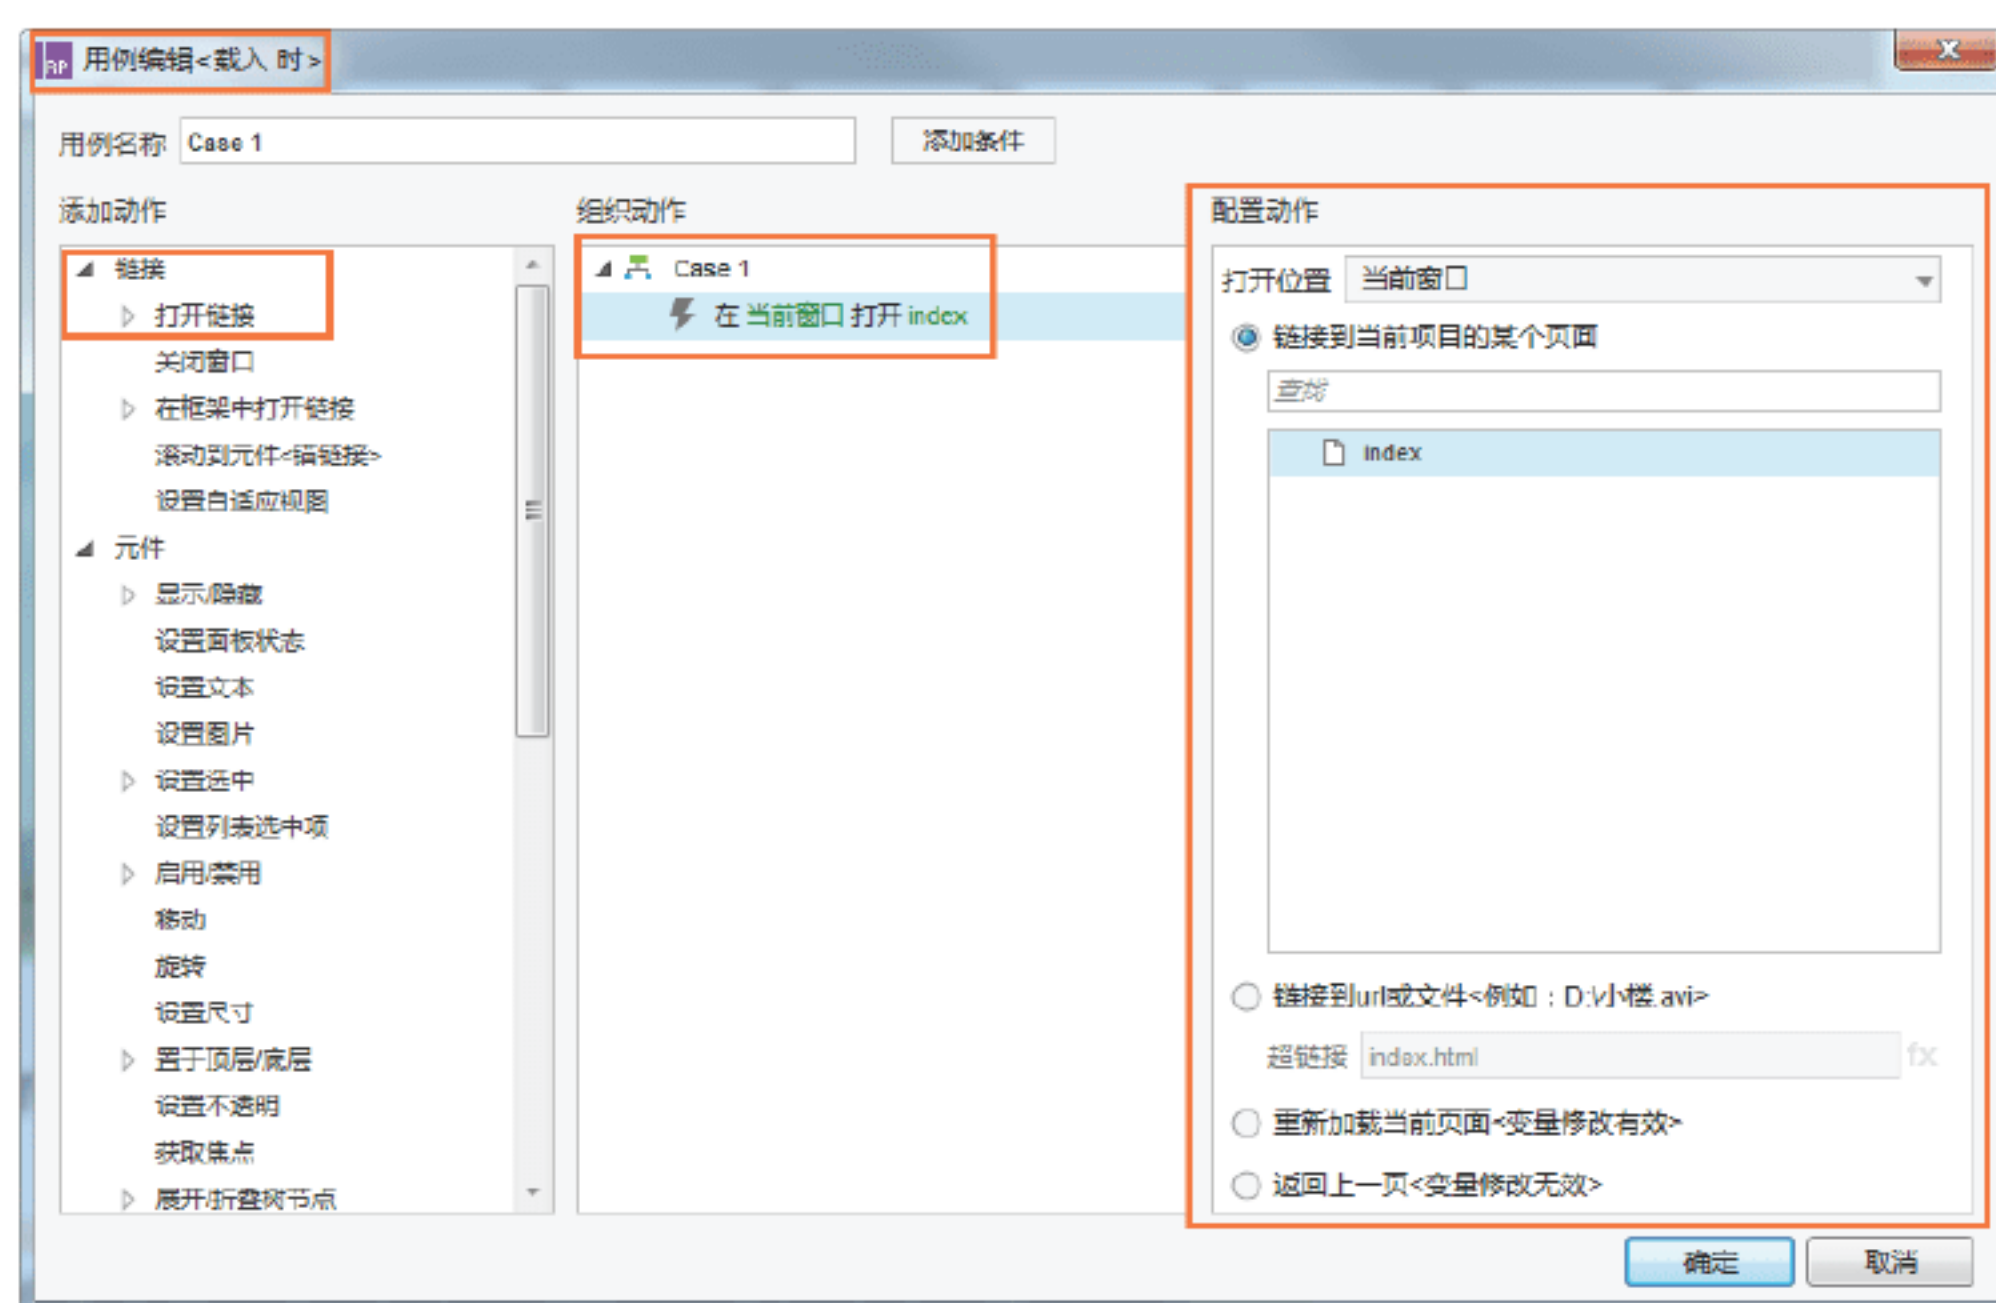 RP 用例编辑<载入 时>
用例名称 Case 1 添加条件
添加动作
链接
打开链接
关闭窗口
在框架中打开链接
滚动到元件<锚链接>
设置自适应视图
元件
显示/隐藏
设置面板状态
设置文本
设置图片
设置选中
设置列表选中项
启用/禁用
移动
旋转
设置尺寸
置于顶层/底层
设置不透明
获取焦点
展开/折叠树节点
组织动作
Case 1
在 当前窗口 打开 index
配置动作
打开位置 当前窗口
链接到当前项目的某个页面
查找
index
链接到url或文件<例如：D:\小楼.avi>
超链接 index.html fx
重新加载当前页面<变量修改有效>
返回上一页<变量修改无效>
确定 取消